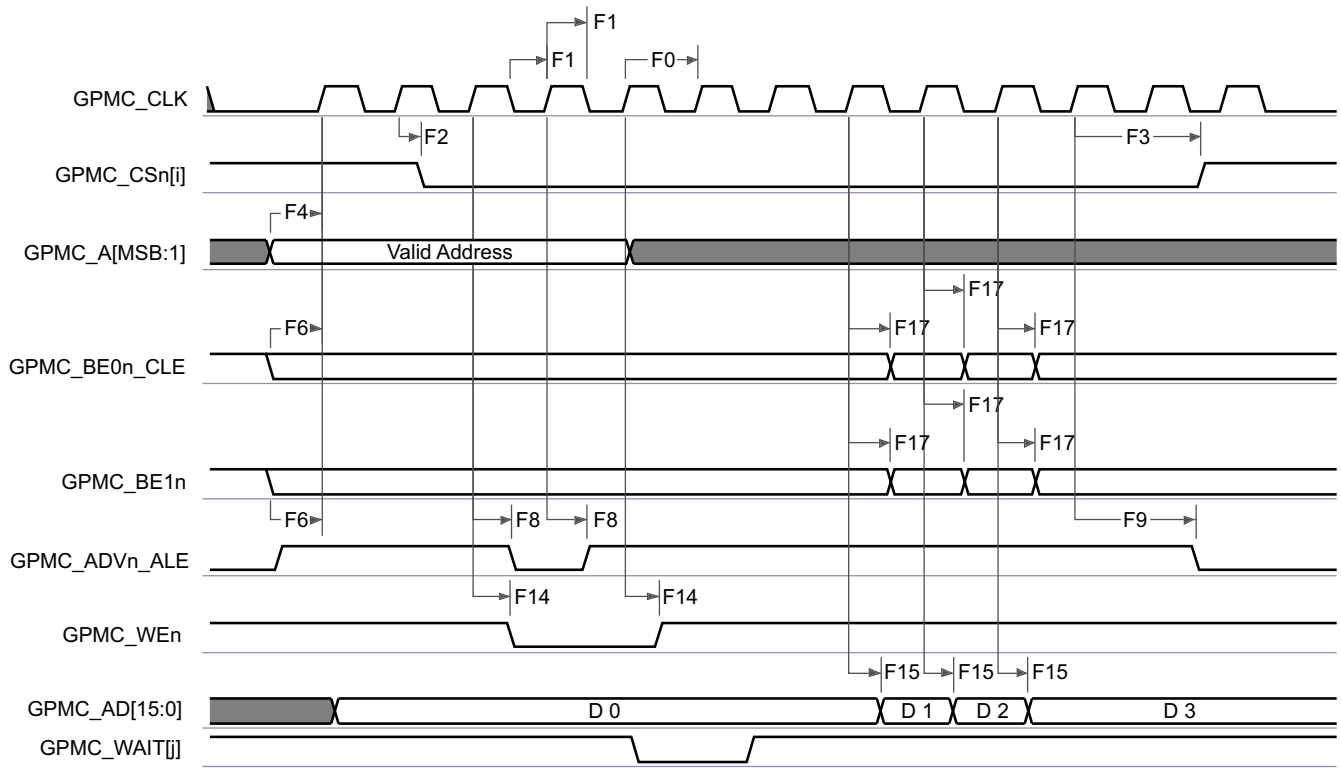 F1
F1
F0
GPMC_CLK
F2
F3
GPMC_CSn[i]
F4
GPMC_A[MSB:1]
Valid Address
F17
F6
F17
F17
GPMC_BE0n_CLE
F17
F17
F17
GPMC_BE1n
F6
F8
F8
F9
GPMC_ADVn_ALE
F14
F14
GPMC_WEn
F15
F15
F15
GPMC_AD[15:0]
D 0
D 1
D 2
D 3
GPMC_WAIT[j]